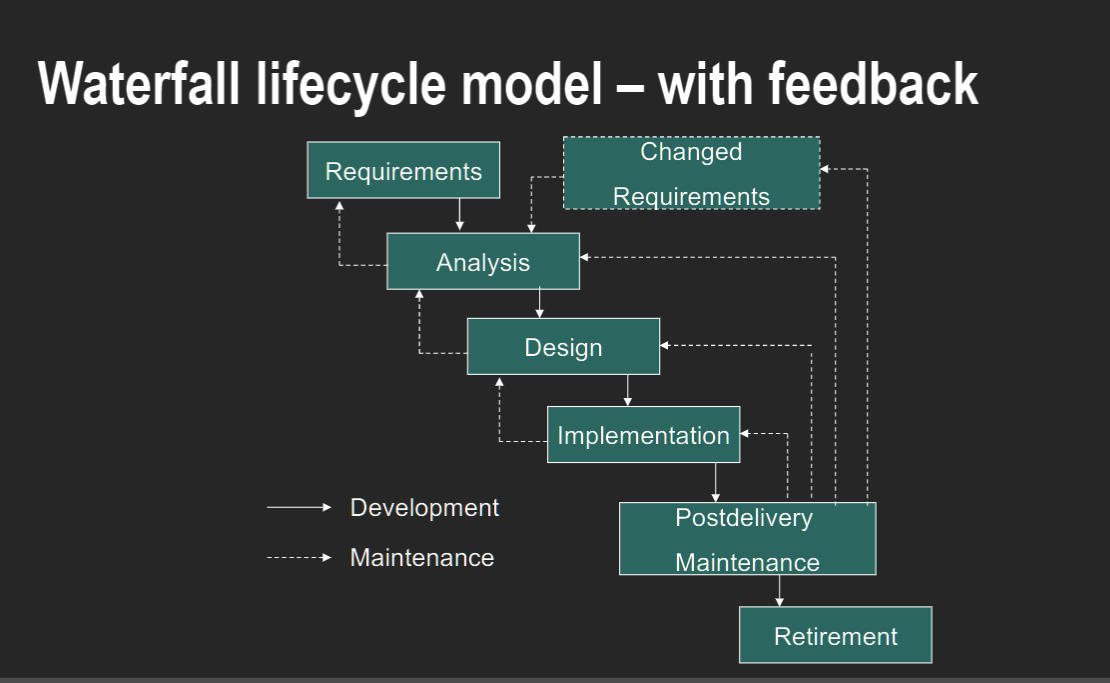 Waterfall lifecycle model – with feedback
Requirements
Changed
Requirements
Analysis
Design
Implementation
Development
Maintenance
Postdelivery
Maintenance
Retirement